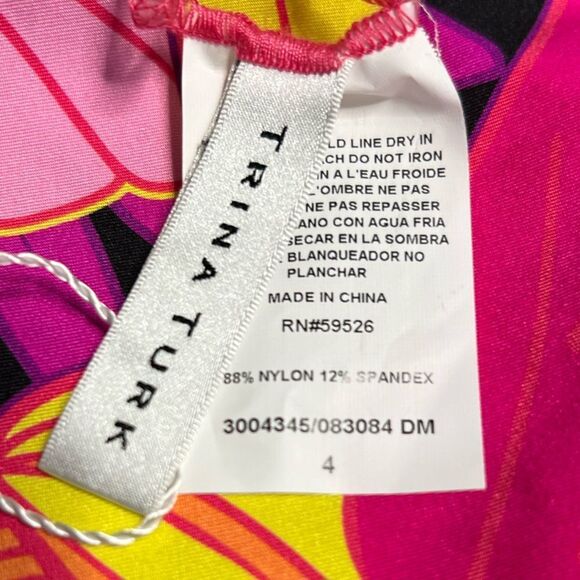 TRINA TURK
LD LINE DRY IN
CH DO NOT IRON
N A L'EAU FROIDE
L'OMBRE NE PAS
NE PAS REPASSER
ANO CON AGUA FRIA
SECAR EN LA SOMBRA
BLANQUEADOR NO
PLANCHAR
MADE IN CHINA
RN#59526
88% NYLON 12% SPANDEX
3004345/083084 DM
4